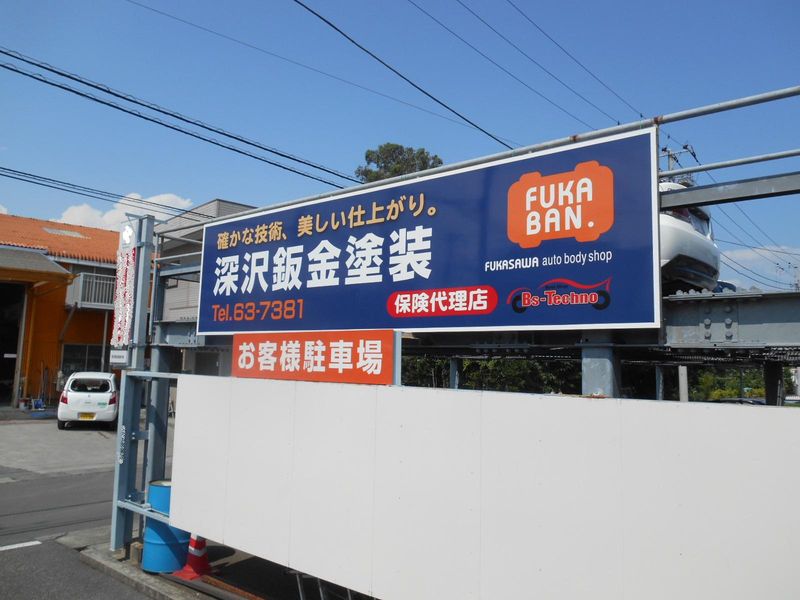 確かな技術、美しい仕上がり。
深沢鈑金塗装
Tel.63-7381
保険代理店
FUKA
BAN.
FUKASAWA auto body shop
Bs-Techno
お客様駐車場